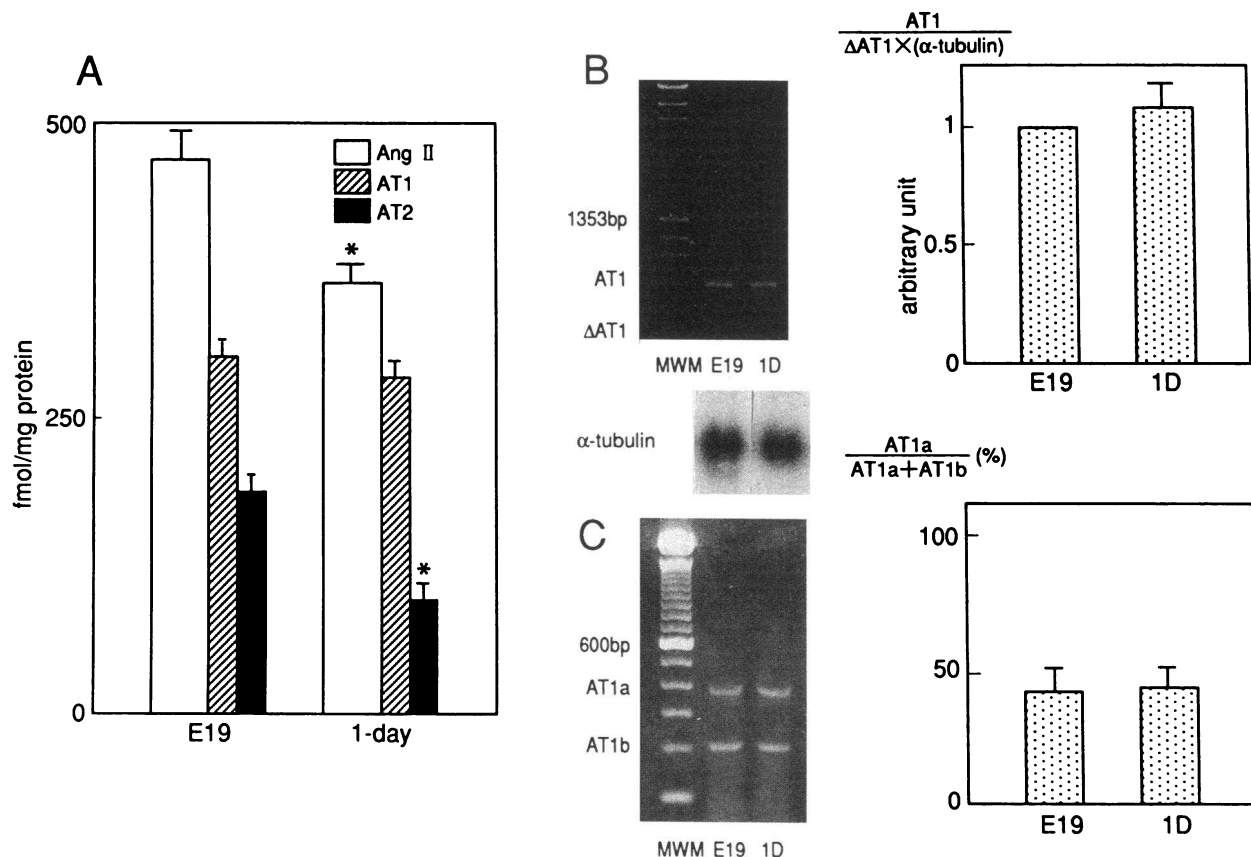 A
500
250
0
fmol/mg protein
Ang II
AT1
AT2
*
*
E19 1-day
B
1353bp
AT1
ΔAT1
MWM E19 1D
α-tubulin
AT1
ΔAT1×(α-tubulin)
1
0.5
0
arbitrary unit
E19 1D
C
600bp
AT1a
AT1b
MWM E19 1D
AT1a
AT1a+AT1b (%)
100
50
0
E19 1D